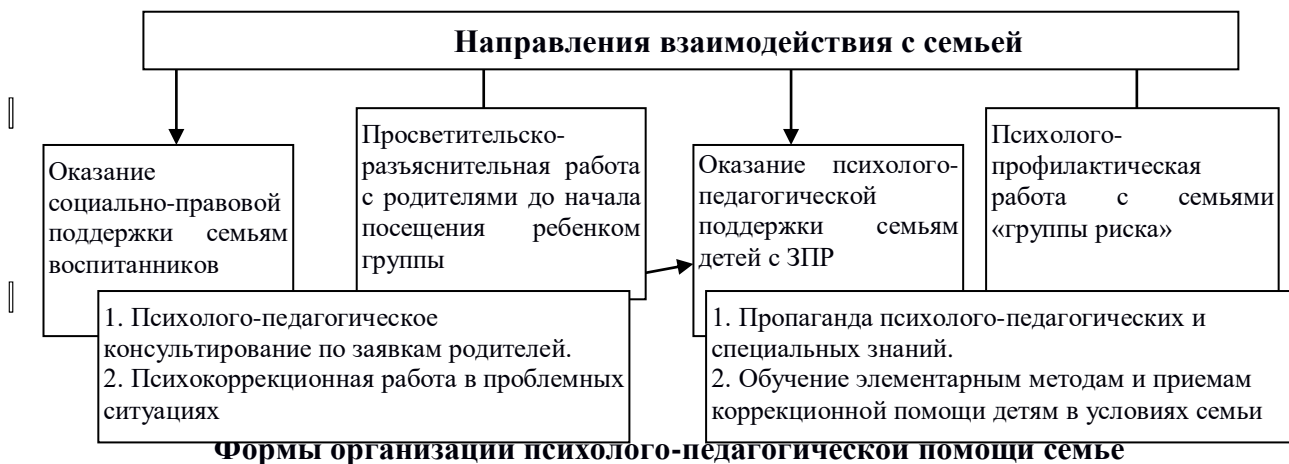 Направления взаимодействия с семьей
Оказание
социально-правовой
поддержки семьям
воспитанников
Просветительско-
разъяснительная работа
с родителями до начала
посещения ребенком
группы
Оказание психолого-
педагогической
поддержки семьям
детей с ЗПР
Психолого-
профилактическая
работа с семьями
«группы риска»
1. Психолого-педагогическое
консультирование по заявкам родителей.
2. Психокоррекционная работа в проблемных
ситуациях
1. Пропаганда психолого-педагогических и
специальных знаний.
2. Обучение элементарным методам и приемам
коррекционной помощи детям в условиях семьи
Формы организации психолого-педагогической помощи семье